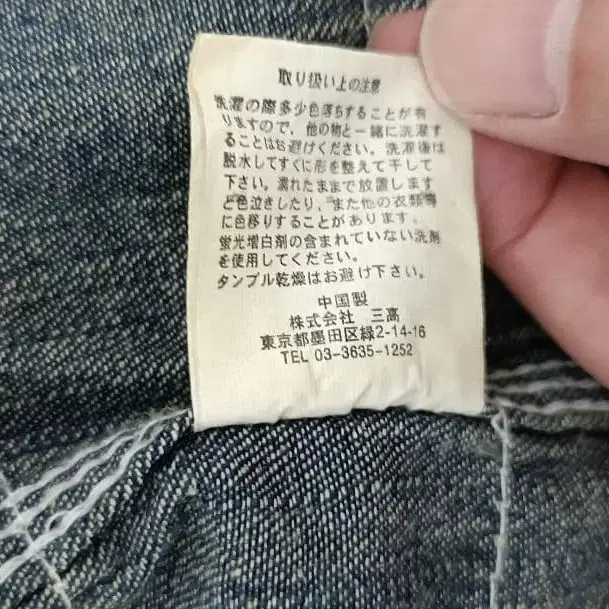 取り扱い上の注意
洗濯の際多少色落ちすることが有
りますので、他の物と一緒に洗濯す
ることはお避けください。洗濯後は
脱水してすぐに形を整えて干して
下さい。濡れたままで放置します
と色泣きしたり、また他の衣類等
に色移りすることがあります。
蛍光増白剤の含まれていない洗剤
を使用してください。
タンブル乾燥はお避け下さい。
中国製
株式会社 三高
東京都墨田区緑2-14-16
TEL 03-3635-1252